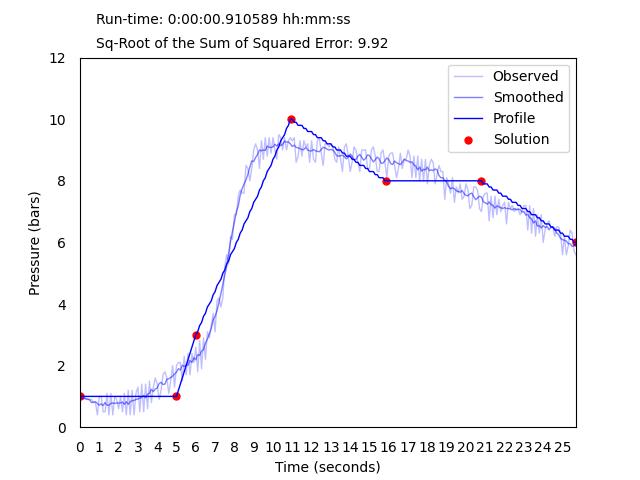 Run-time: 0:00:00.910589 hh:mm:ss
Sq-Root of the Sum of Squared Error: 9.92
12
10
8
6
4
2
0
Pressure (bars)
Observed
Smoothed
Profile
Solution
0 1 2 3 4 5 6 7 8 9 10 11 12 13 14 15 16 17 18 19 20 21 22 23 24 25
Time (seconds)